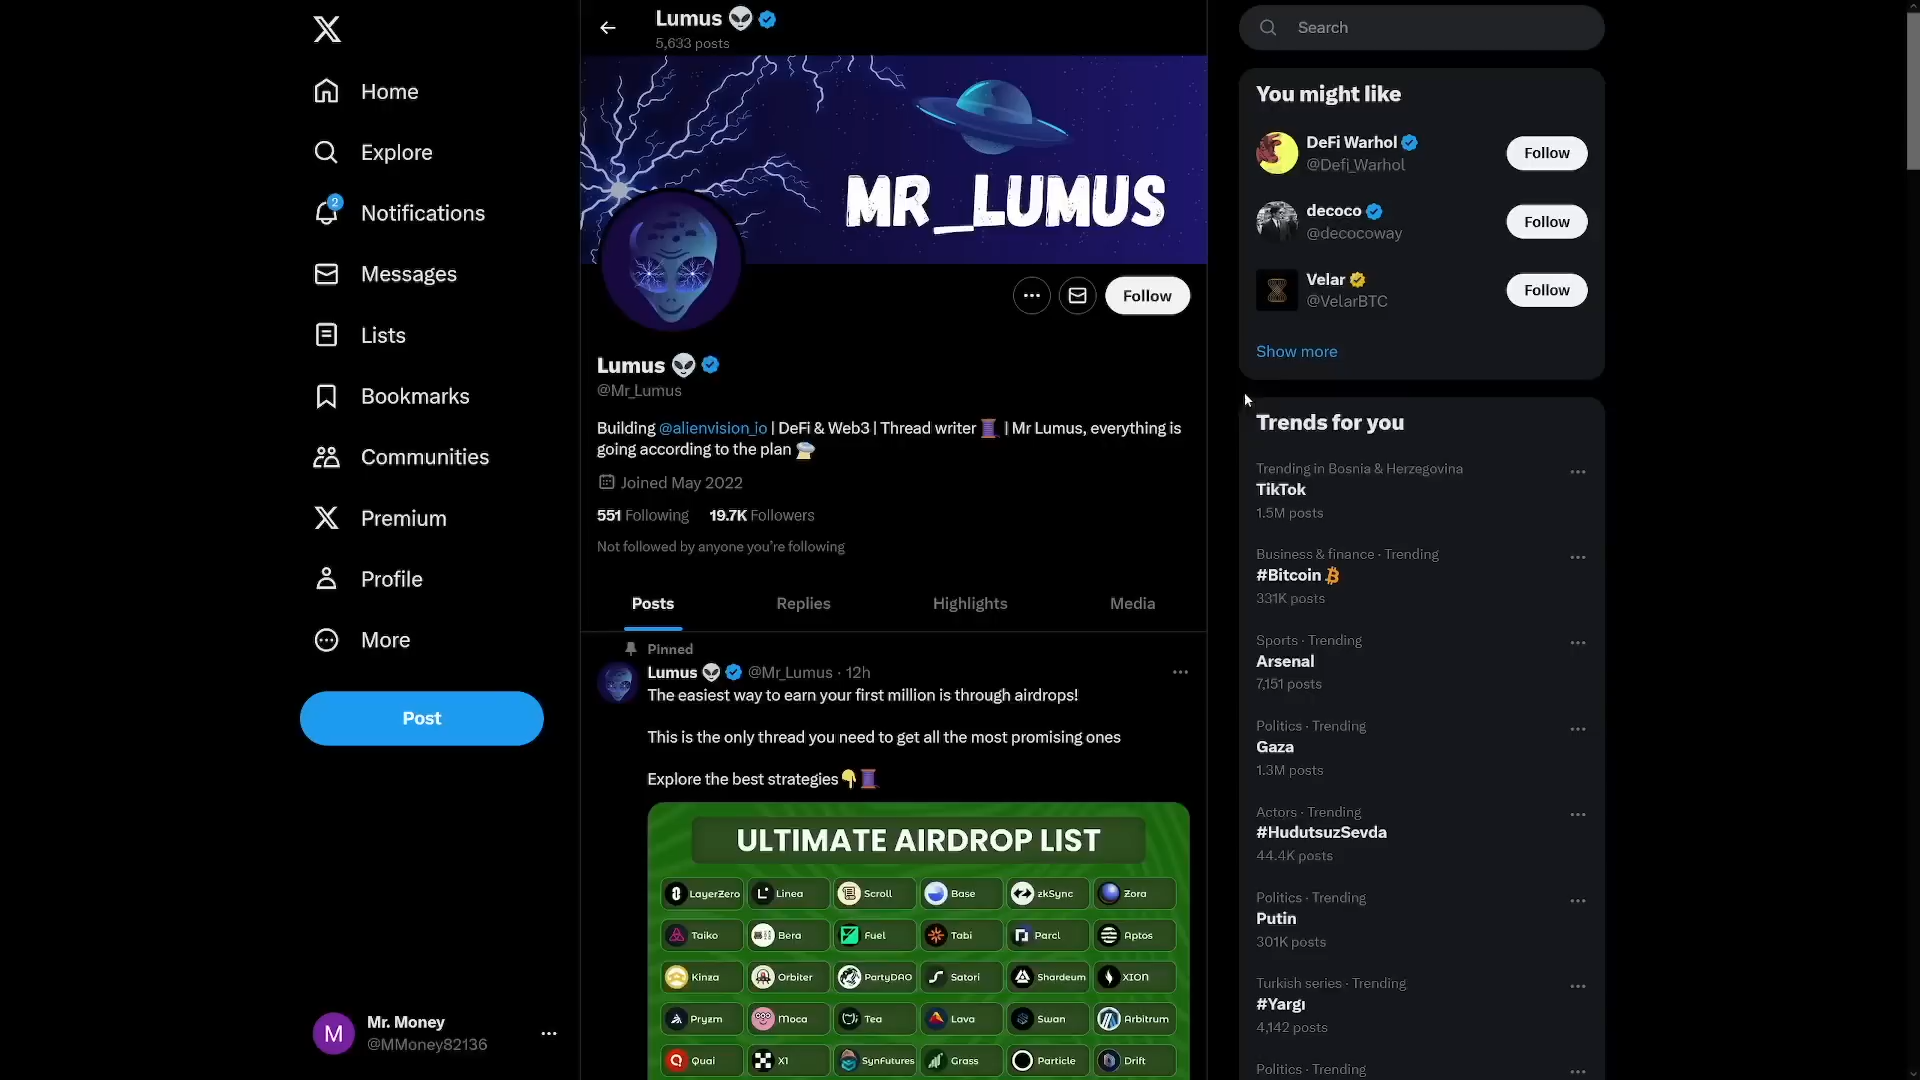 Home
Explore
2
Notifications
Messages
Lists
Bookmarks
Communities
Premium
Profile
More
Post
M
Mr. Money
@MMoney82136
Lumus
5,633 posts
MR_LUMUS
Follow
Lumus
@Mr_Lumus
Building @alienvision_io | DeFi & Web3 | Thread writer 🧵 | Mr Lumus, everything is
going according to the plan 🛸
Joined May 2022
551 Following 19.7K Followers
Not followed by anyone you're following
Posts Replies Highlights Media
Pinned
Lumus 👽 @Mr_Lumus · 12h
The easiest way to earn your first million is through airdrops!
This is the only thread you need to get all the most promising ones
Explore the best strategies👇🧵
ULTIMATE AIRDROP LIST
LayerZero Linea Scroll Base zkSync Zora
Taiko Bera Fuel Tabi Parcl Aptos
Kinza Orbiter PartyDAO Satori Shardeum XION
Pryzm Moca Tea Lava Swan Arbitrum
Quai X1 SynFutures Grass Particle Drift
Search
You might like
DeFi Warhol
@Defi_Warhol
Follow
decoco
@decocoway
Follow
Velar
@VelarBTC
Follow
Show more
Trends for you
Trending in Bosnia & Herzegovina
TikTok
1.5M posts
Business & finance · Trending
#Bitcoin
331K posts
Sports · Trending
Arsenal
7,151 posts
Politics · Trending
Gaza
1.3M posts
Actors · Trending
#HudutsuzSevda
44.4K posts
Politics · Trending
Putin
301K posts
Turkish series · Trending
#Yargı
4,142 posts
Politics · Trending